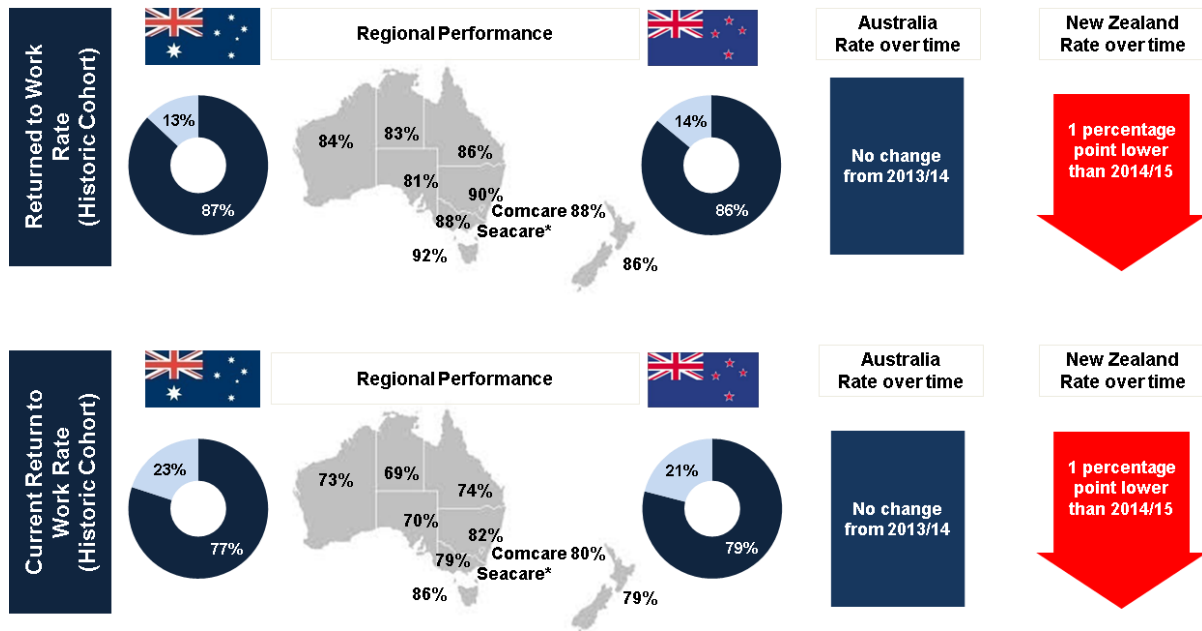 Returned to Work
Rate
(Historic Cohort)
Regional Performance
Australia
Rate over time
New Zealand
Rate over time
13%
87%
84%
83%
86%
81%
90%
Comcare 88%
88%
Seacare*
92%
86%
14%
86%
No change
from 2013/14
1 percentage
point lower
than 2014/15
Current Return to
Work Rate
(Historic Cohort)
Regional Performance
Australia
Rate over time
New Zealand
Rate over time
23%
77%
73%
69%
74%
70%
82%
Comcare 80%
79%
Seacare*
86%
79%
21%
79%
No change
from 2013/14
1 percentage
point lower
than 2014/15